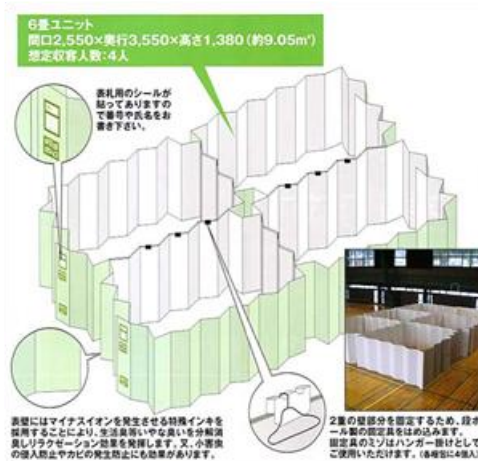 6畳ユニット
間口2,550×奥行3,550×高さ1,380(約9.05㎡)
想定収容人数:4人
表札用のシールが
貼ってありますの
で番号や氏名をお
書き下さい。
表壁にはマイナスイオンを発生させる特殊インキを
採用することにより、生活臭等いやな臭いを分解消
臭しリラクゼーション効果を発揮します。又、小害虫
の侵入防止やカビの発生防止にも効果があります。
2重の壁部分を固定するため、段ボ
ール製の固定具をはめ込みます。
固定具のミゾはハンガー掛けとして
ご使用いただけます。(各梱包に4個入)